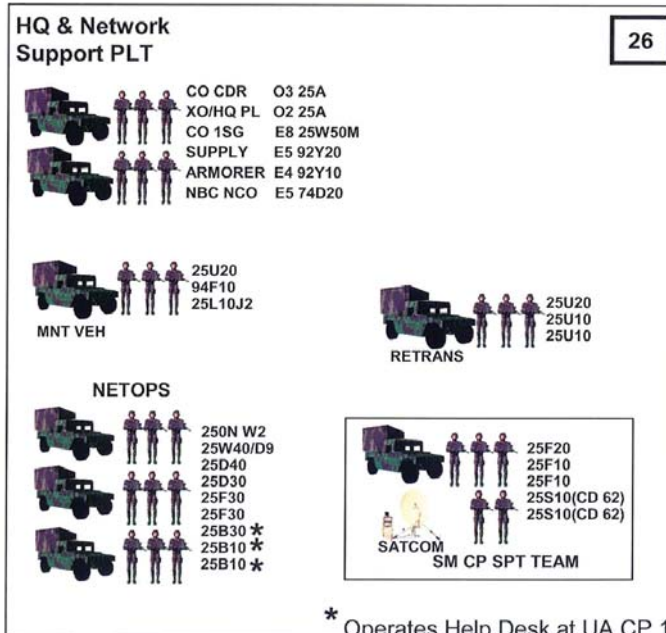 HQ & Network
Support PLT
26
CO CDR O3 25A
XO/HQ PL O2 25A
CO 1SG E8 25W50M
SUPPLY E5 92Y20
ARMORER E4 92Y10
NBC NCO E5 74D20
25U20
94F10
25L10J2
MNT VEH
25U20
25U10
25U10
RETRANS
NETOPS
250N W2
25W40/D9
25D40
25D30
25F30
25F30
25B30 *
25B10 *
25B10 *
25F20
25F10
25F10
25S10(CD 62)
25S10(CD 62)
SATCOM
SM CP SPT TEAM
* Operates Help Desk at UA CP 1